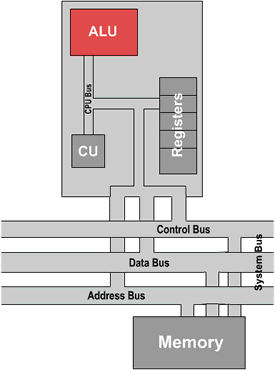 ALU
CPU Bus
Registers
CU
Control Bus
System Bus
Data Bus
Address Bus
Memory